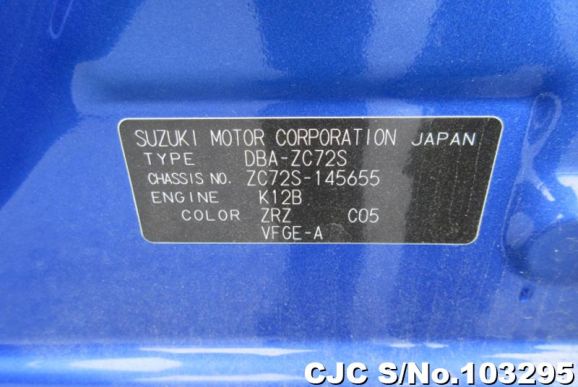 SUZUKI MOTOR CORPORATION JAPAN
TYPE DBA-ZC72S
CHASSIS NO. ZC72S-145655
ENGINE K12B
COLOR ZRZ C05
VFGE-A
CJC S/No.103295